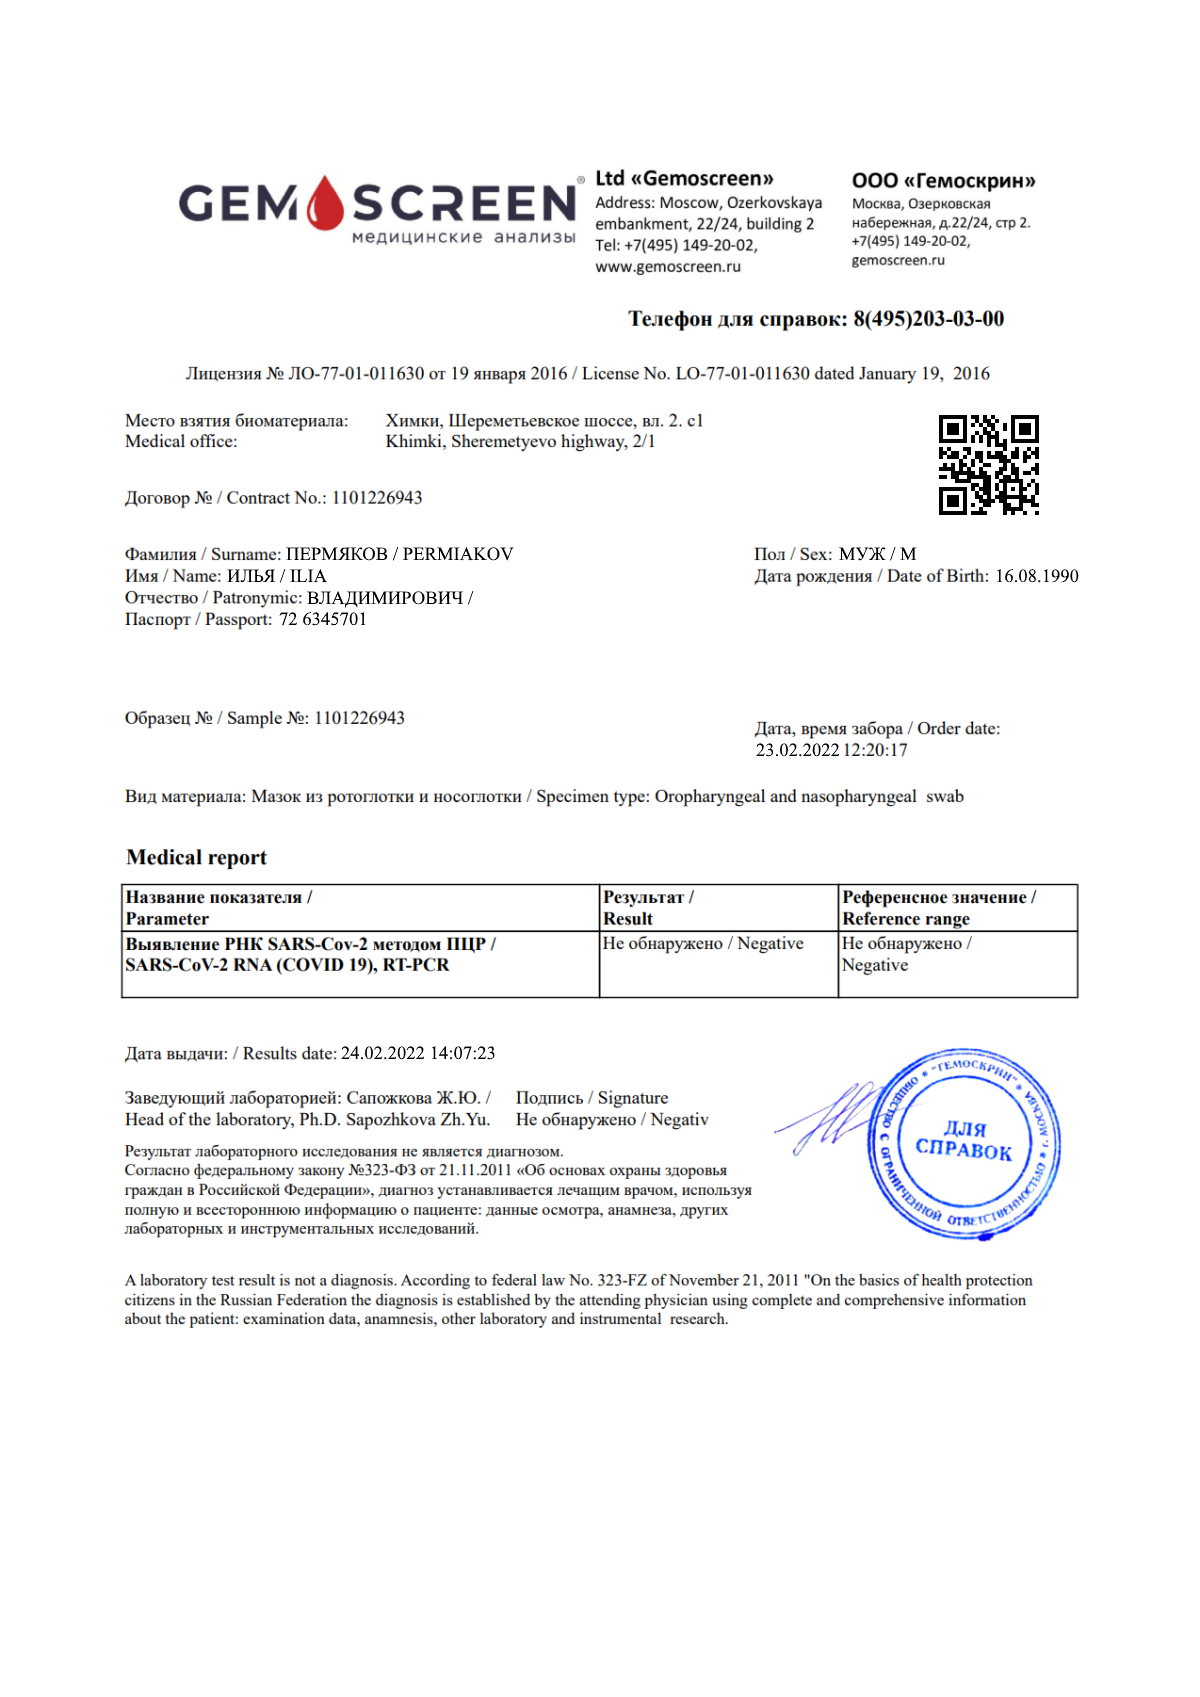 GEMOSCREEN®
медицинские анализы
Ltd «Gemoscreen»
Address: Moscow, Ozerkovskaya
embankment, 22/24, building 2
Tel: +7(495) 149-20-02,
www.gemoscreen.ru
ООО «Гемоскрин»
Москва, Озерковская
набережная, д.22/24, стр 2.
+7(495) 149-20-02,
gemoscreen.ru
Телефон для справок: 8(495)203-03-00
Лицензия № ЛО-77-01-011630 от 19 января 2016 / License No. LO-77-01-011630 dated January 19, 2016
Место взятия биоматериала: Химки, Шереметьевское шоссе, вл. 2. с1
Medical office: Khimki, Sheremetyevo highway, 2/1
Договор № / Contract No.: 1101226943
Фамилия / Surname: ПЕРМЯКОВ / PERMIAKOV
Имя / Name: ИЛЬЯ / ILIA
Отчество / Patronymic: ВЛАДИМИРОВИЧ /
Паспорт / Passport: 72 6345701
Пол / Sex: МУЖ / M
Дата рождения / Date of Birth: 16.08.1990
Образец № / Sample №: 1101226943
Дата, время забора / Order date:
23.02.2022 12:20:17
Вид материала: Мазок из ротоглотки и носоглотки / Specimen type: Oropharyngeal and nasopharyngeal swab
Medical report
Название показателя /
Parameter
Результат /
Result
Референсное значение /
Reference range
Выявление РНК SARS-Cov-2 методом ПЦР /
SARS-CoV-2 RNA (COVID 19), RT-PCR
Не обнаружено / Negative
Не обнаружено /
Negative
Дата выдачи: / Results date: 24.02.2022 14:07:23
Заведующий лабораторией: Сапожкова Ж.Ю. /
Head of the laboratory, Ph.D. Sapozhkova Zh.Yu.
Подпись / Signature
Не обнаружено / Negativ
ОБЩЕСТВО С ОГРАНИЧЕННОЙ ОТВЕТСТВЕННОСТЬЮ * "ГЕМОСКРИН" * МОСКВА
ДЛЯ
СПРАВОК
Результат лабораторного исследования не является диагнозом.
Согласно федеральному закону №323-ФЗ от 21.11.2011 «Об основах охраны здоровья
граждан в Российской Федерации», диагноз устанавливается лечащим врачом, используя
полную и всестороннюю информацию о пациенте: данные осмотра, анамнеза, других
лабораторных и инструментальных исследований.
A laboratory test result is not a diagnosis. According to federal law No. 323-FZ of November 21, 2011 "On the basics of health protection
citizens in the Russian Federation the diagnosis is established by the attending physician using complete and comprehensive information
about the patient: examination data, anamnesis, other laboratory and instrumental research.